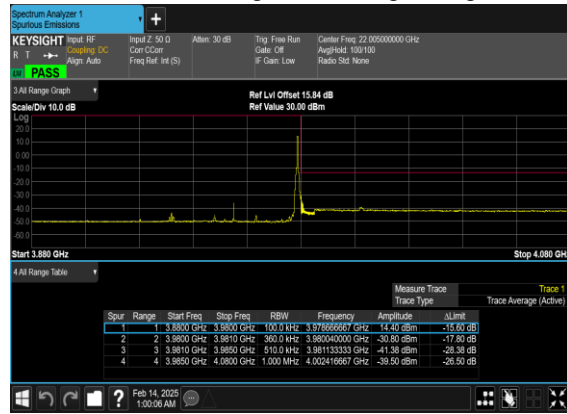 Spectrum Analyzer 1
Spurious Emissions
KEYSIGHT Input: RF Input Z: 50 Ω Atten: 30 dB Trig: Free Run Center Freq: 22.005000000 GHz
R T Coupling: DC Corr CCorr Gate: Off Avg|Hold: 100/100
Align: Auto Freq Ref: Int (S) IF Gain: Low Radio Std: None
PASS
3 All Range Graph
Ref Lvl Offset 15.84 dB
Scale/Div 10.0 dB Ref Value 30.00 dBm
Log
20.0
10.0
0.00
-10.0
-20.0
-30.0
-40.0
-50.0
-60.0
Start 3.880 GHz Stop 4.080 GH
4 All Range Table
Measure Trace Trace 1
Trace Type Trace Average (Active)
Spur Range Start Freq Stop Freq RBW Frequency Amplitude ΔLimit
1 1 3.8800 GHz 3.9800 GHz 100.0 kHz 3.978666667 GHz 14.40 dBm -15.60 dB
2 2 3.9800 GHz 3.9810 GHz 360.0 kHz 3.980040000 GHz -30.80 dBm -17.80 dB
3 3 3.9810 GHz 3.9850 GHz 510.0 kHz 3.981133333 GHz -41.38 dBm -28.38 dB
4 4 3.9850 GHz 4.0800 GHz 1.000 MHz 4.002416667 GHz -39.50 dBm -26.50 dB
? Feb 14, 2025
1:00:06 AM